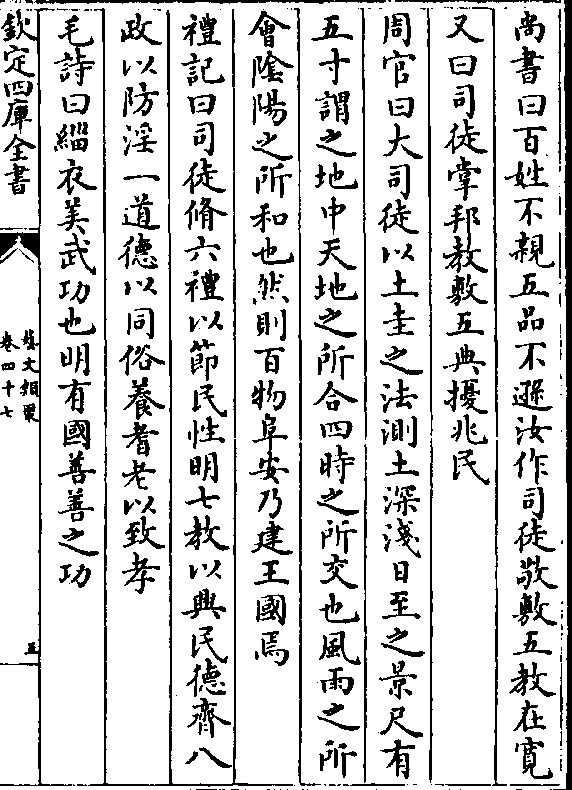 尚書曰百姓不親五品不遜汝作司徒敬敷五教在寛
又曰司徒掌邦教敷五典擾兆民
周官曰大司徒以土圭之法測土深淺日至之景尺有
五寸謂之地中天地之所合四時之所交也風雨之所
會隂陽之所和也然則百物阜安乃建王國焉
禮記曰司徒脩六禮以節民性明七教以興民德齊八
政以防淫一道德以同俗養耆老以致孝
毛詩曰緇衣美武功也明有國善善之功
欽定四庫全書
藝文類聚
卷四十七
五